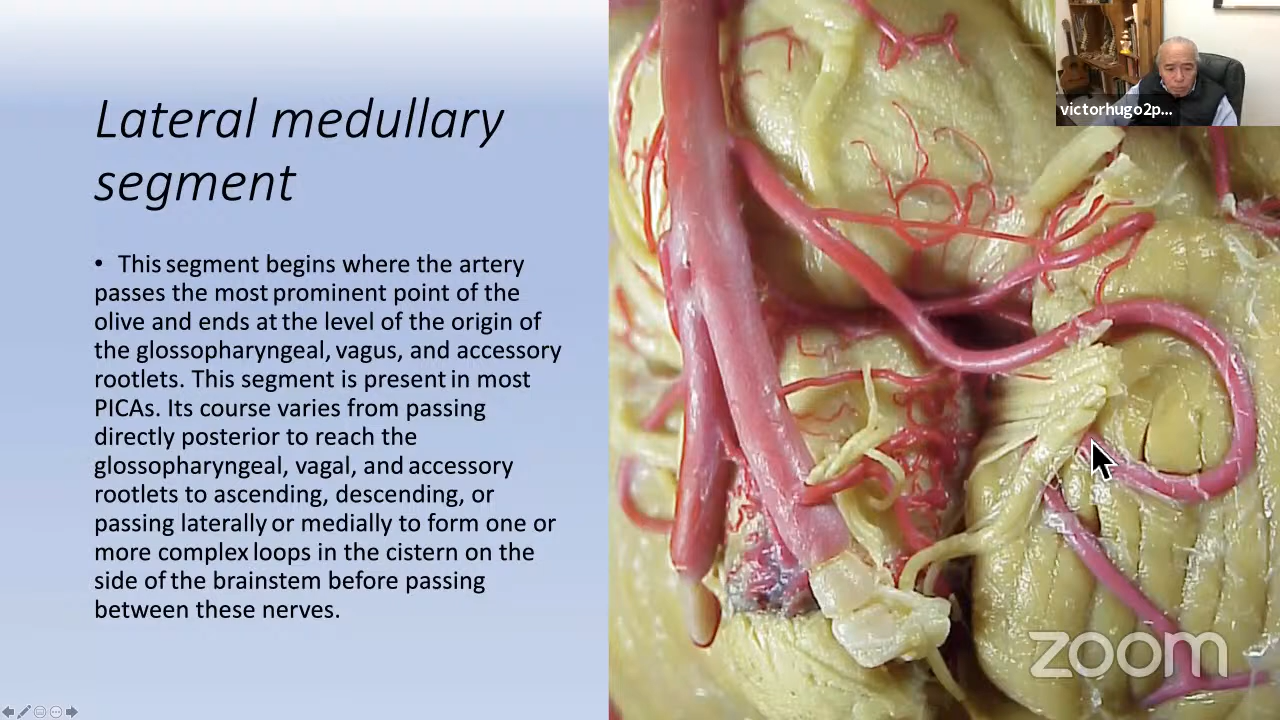 Lateral medullary
segment
• This segment begins where the artery
passes the most prominent point of the
olive and ends at the level of the origin of
the glossopharyngeal, vagus, and accessory
rootlets. This segment is present in most
PICAs. Its course varies from passing
directly posterior to reach the
glossopharyngeal, vagal, and accessory
rootlets to ascending, descending, or
passing laterally or medially to form one or
more complex loops in the cistern on the
side of the brainstem before passing
between these nerves.
victorhugo2p...
zoom